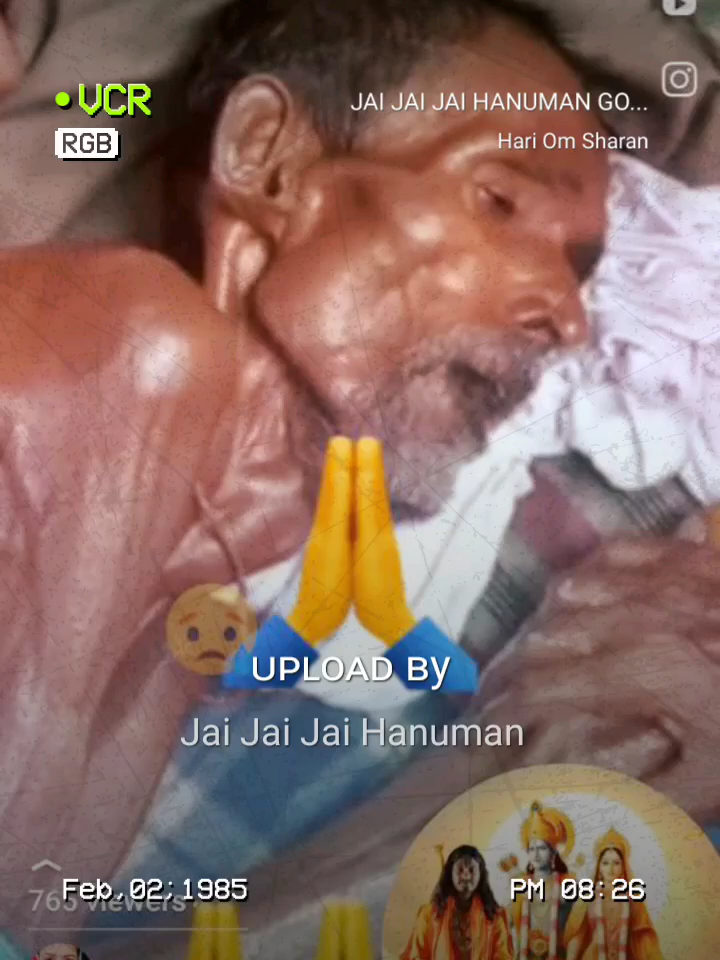 VCR
RGB
JAI JAI JAI HANUMAN GO...
Hari Om Sharan
UPLOAD By
Jai Jai Jai Hanuman
Feb,02;1985
PM 08:26
765 viewers